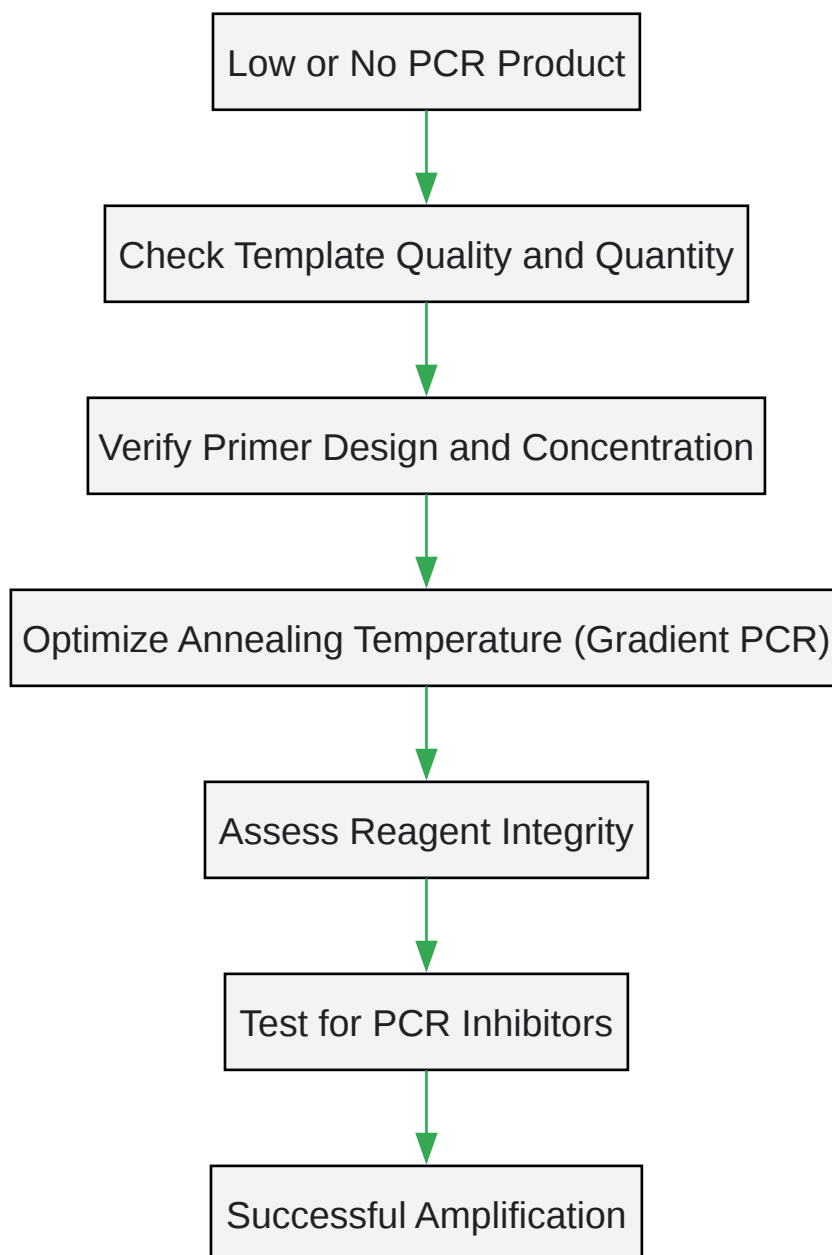 Low or No PCR Product
Check Template Quality and Quantity
Verify Primer Design and Concentration
Optimize Annealing Temperature (Gradient PCR)
Assess Reagent Integrity
Test for PCR Inhibitors
Successful Amplification